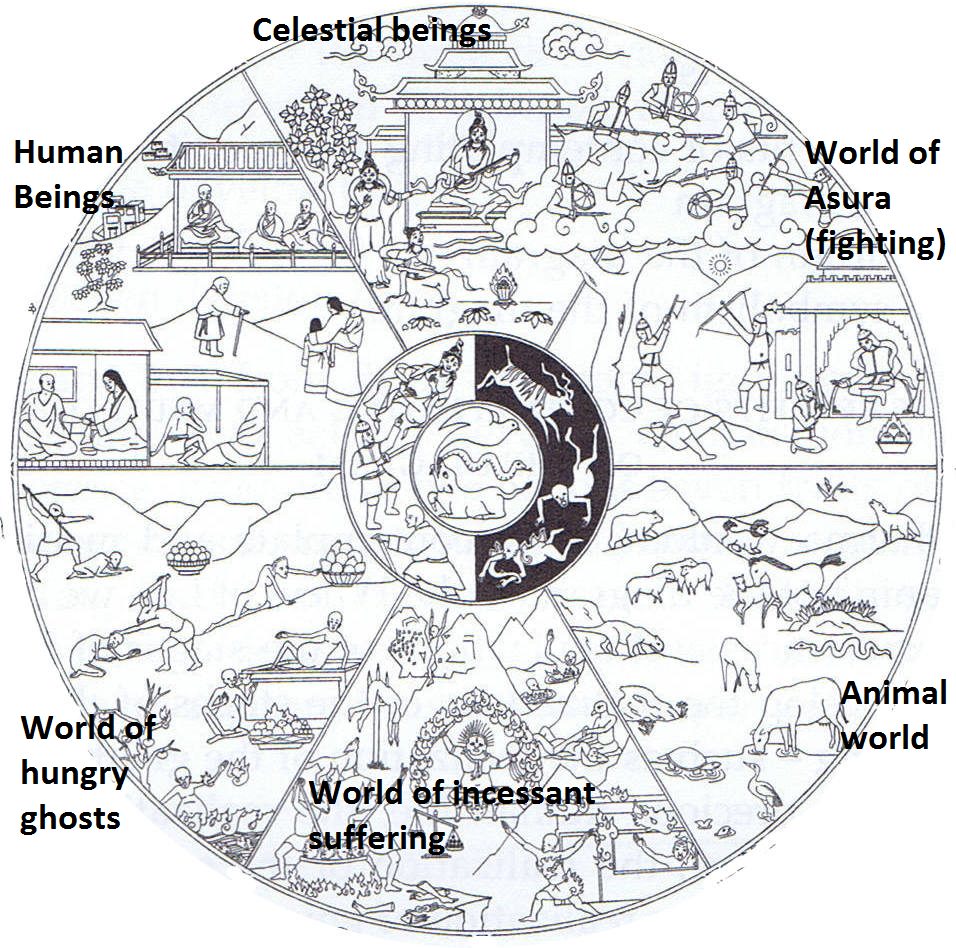 Celestial beings
Human
Beings
World of
Asura
(fighting)
Animal
world
World of
hungry
ghosts
World of incessant
suffering